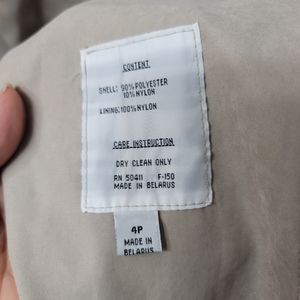 CONTENT
SHELL: 90% POLYESTER
10% NYLON
LINING: 100% NYLON
CARE INSTRUCTION
DRY CLEAN ONLY
RN 50411 F-150
MADE IN BELARUS
4P
MADE IN
BELARUS